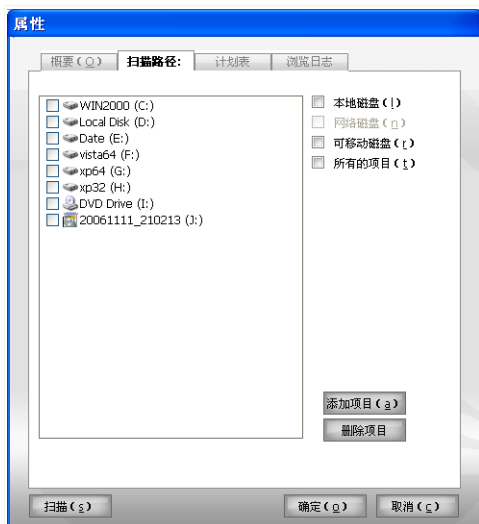 属性
概要(O) 扫描路径: 计划表 浏览日志
WIN2000 (C:)
Local Disk (D:)
Date (E:)
vista64 (F:)
xp64 (G:)
xp32 (H:)
DVD Drive (I:)
20061111_210213 (J:)
本地磁盘(l)
网络磁盘(n)
可移动磁盘(r)
所有的项目(t)
添加项目(a)
删除项目
扫描(s) 确定(o) 取消(c)